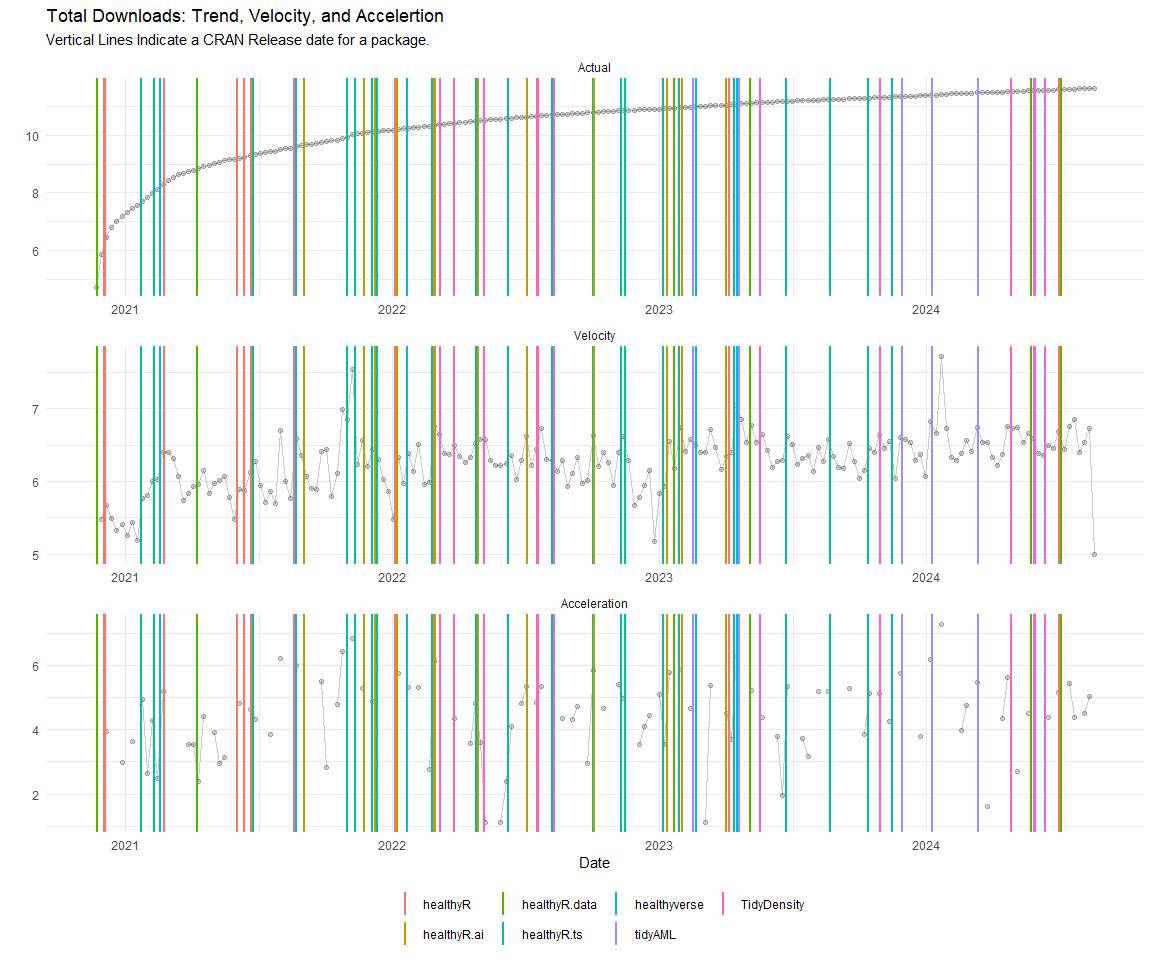 Total Downloads: Trend, Velocity, and Accelertion
Vertical Lines Indicate a CRAN Release date for a package.
Actual
10
8
6
2021 2022 2023 2024
Velocity
7
6
5
2021 2022 2023 2024
Acceleration
6
4
2
2021 2022 2023 2024
Date
healthyR healthyR.data healthyverse TidyDensity
healthyR.ai healthyR.ts tidyAML